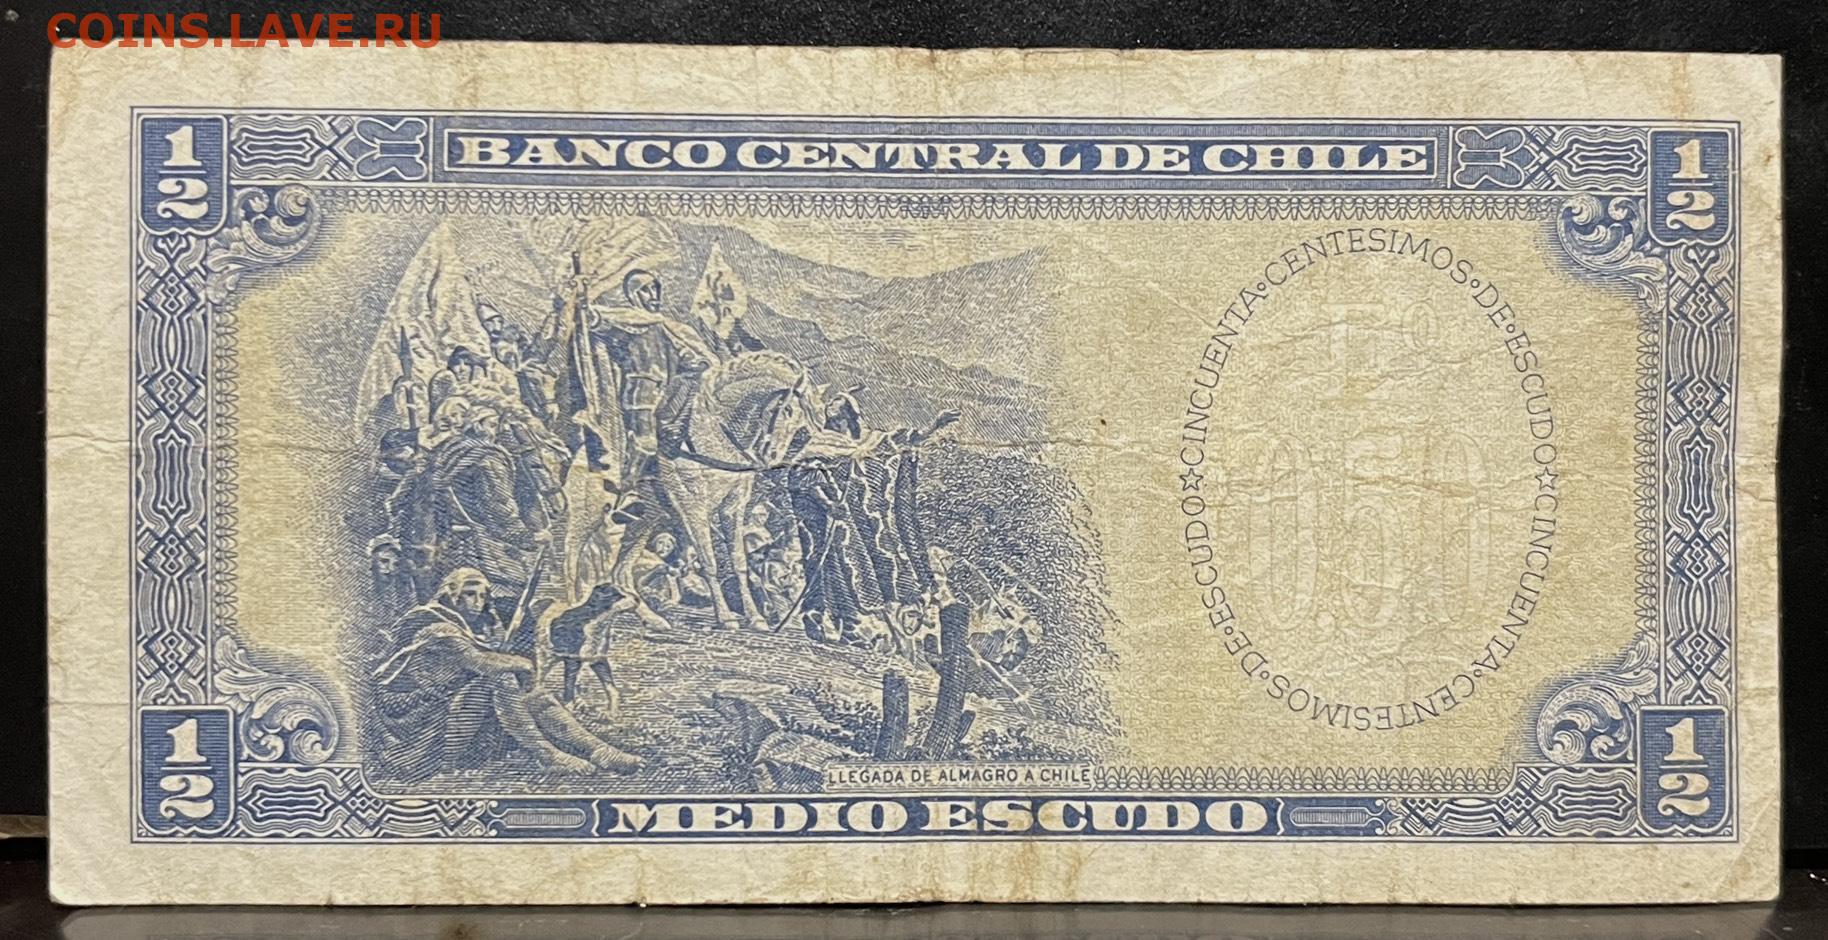 COINS.LAVE.RU
1/2
BANCO CENTRAL DE CHILE
1/2
CINCUENTA·CENTESIMOS·DE·ESCUDO☆CINCUENTA·CENTESIMOS·DE·ESCUDO☆
Eº
0,50
LLEGADA DE ALMAGRO A CHILE
1/2
MEDIO ESCUDO
1/2